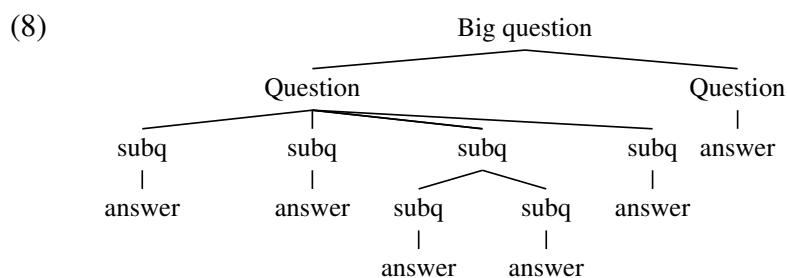 (8) Big question
Question Question
subq subq subq subq answer
answer answer subq subq answer
answer answer